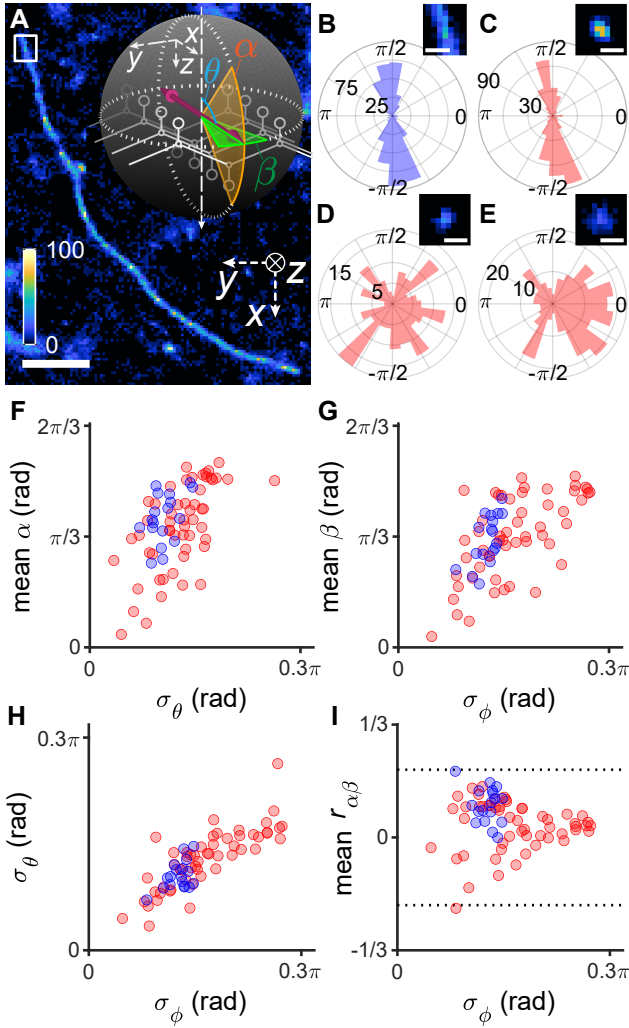 A
x
y
z
θ
α
β
100
0
y
z
x
B
π/2
75
25
π
0
-π/2
C
π/2
90
30
π
0
-π/2
D
π/2
15
5
π
0
-π/2
E
π/2
20
10
π
0
-π/2
F
2π/3
π/3
0
mean α (rad)
0
0.3π
σθ (rad)
G
2π/3
π/3
0
mean β (rad)
0
0.3π
σϕ (rad)
H
0.3π
0
σθ (rad)
0
0.3π
σϕ (rad)
I
1/3
0
-1/3
mean rαβ
0
0.3π
σϕ (rad)